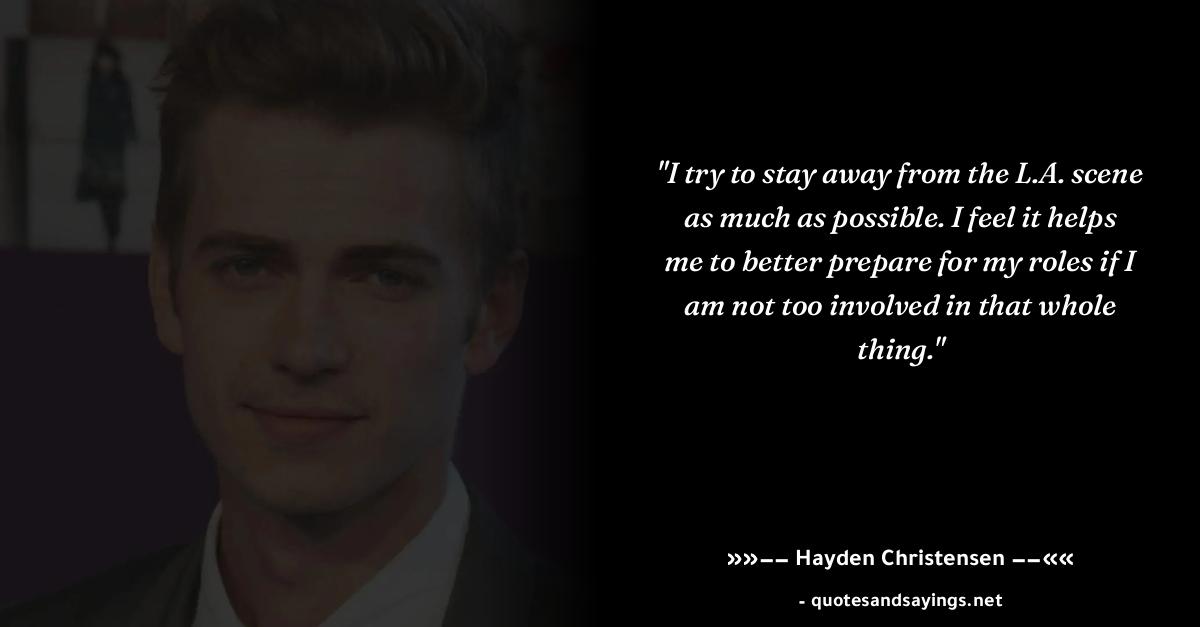 "I try to stay away from the L.A. scene
as much as possible. I feel it helps
me to better prepare for my roles if I
am not too involved in that whole
thing."
»»−− Hayden Christensen −−««
- quotesandsayings.net